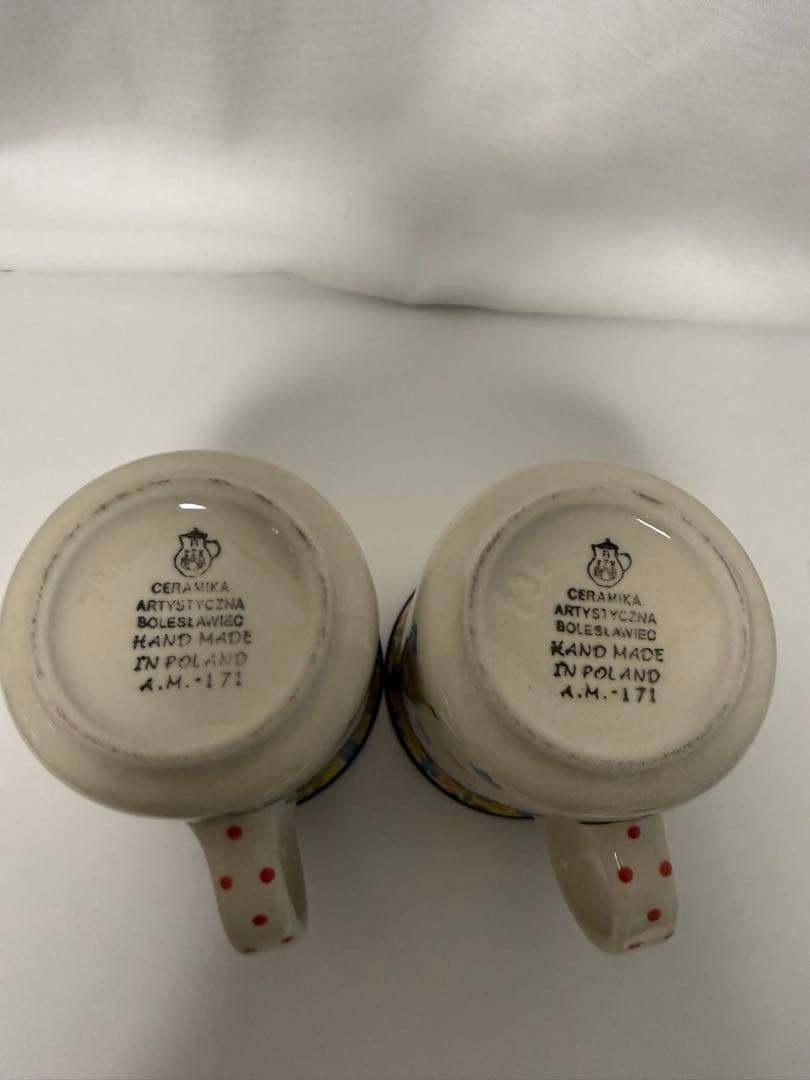 CERAMIKA
ARTYSTYCZNA
BOLESŁAWIEC
HAND MADE
IN POLAND
A.M.-171
CERAMIKA
ARTYSTYCZNA
BOLESŁAWIEC
HAND MADE
IN POLAND
A.M.-171